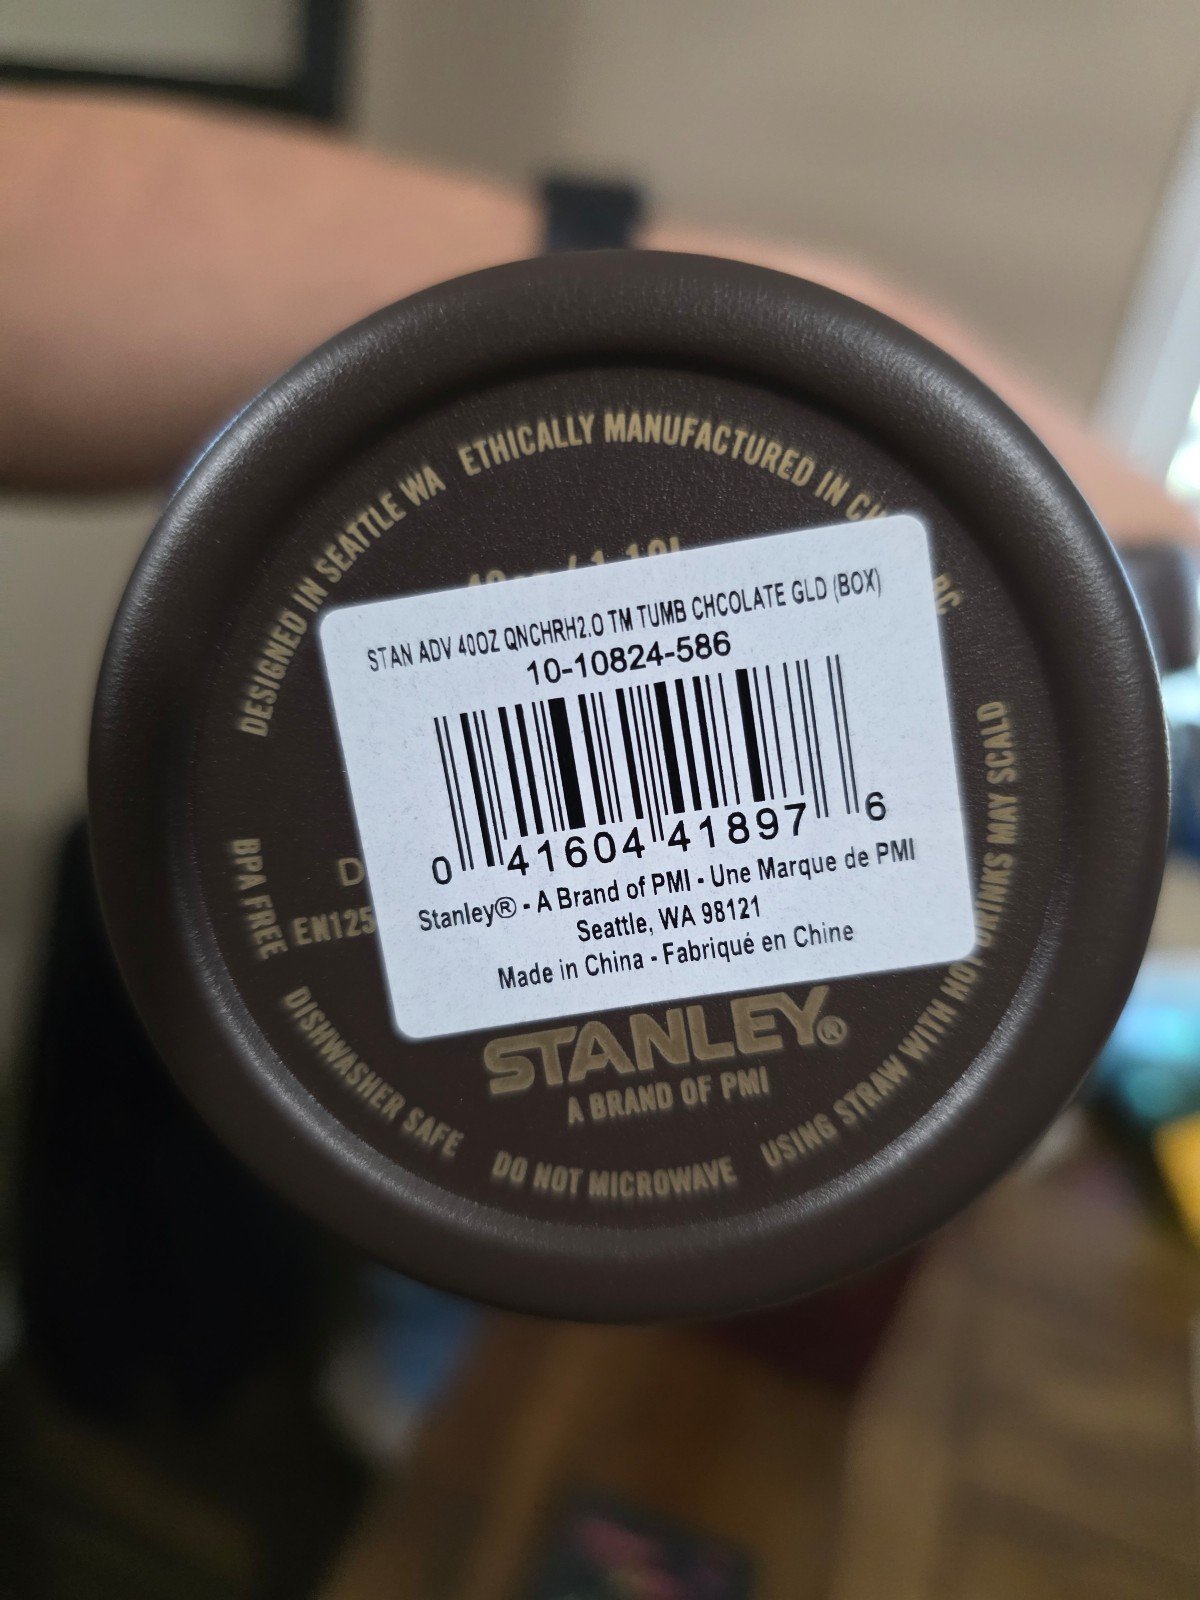 DESIGNED IN SEATTLE WA
ETHICALLY MANUFACTURED IN
STAN ADV 40OZ QNCHRH2.0 TM TUMB CHCOLATE GLD (BOX)
10-10824-586
0 41604 41897 6
Stanley® - A Brand of PMI - Une Marque de PMI
Seattle, WA 98121
Made in China - Fabriqué en Chine
STANLEY®
A BRAND OF PMI
BPA FREE
DISHWASHER SAFE
DO NOT MICROWAVE
USING STRAW WITH HOT DRINKS MAY SCALD